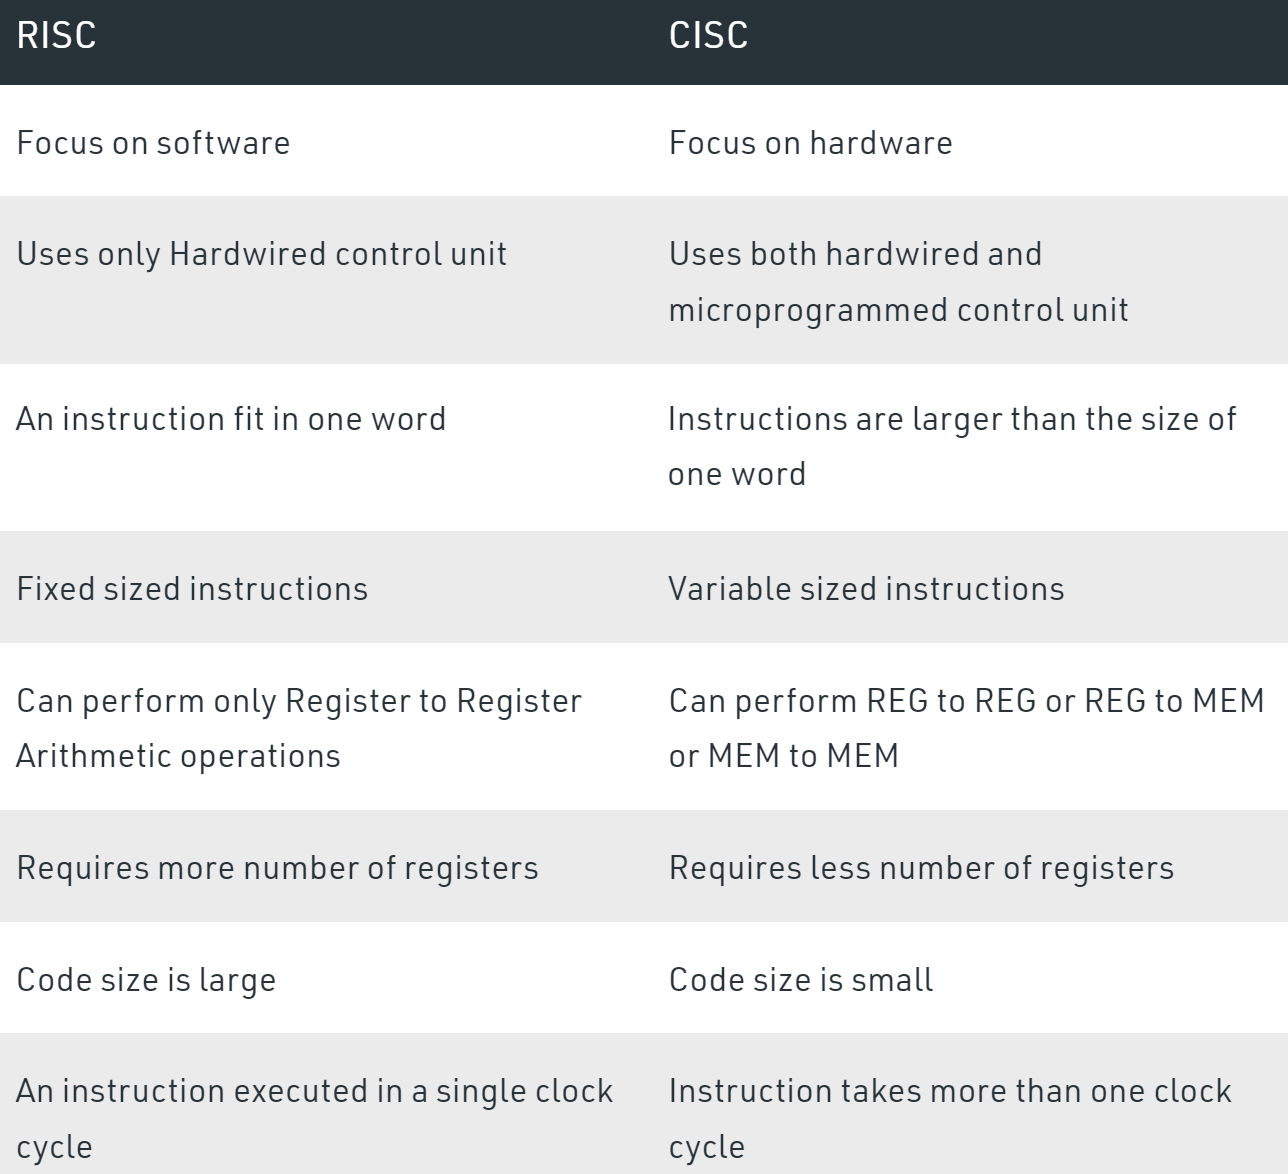 RISC
CISC
Focus on software
Focus on hardware
Uses only Hardwired control unit
Uses both hardwired and
microprogrammed control unit
An instruction fit in one word
Instructions are larger than the size of
one word
Fixed sized instructions
Variable sized instructions
Can perform only Register to Register
Arithmetic operations
Can perform REG to REG or REG to MEM
or MEM to MEM
Requires more number of registers
Requires less number of registers
Code size is large
Code size is small
An instruction executed in a single clock
cycle
Instruction takes more than one clock
cycle